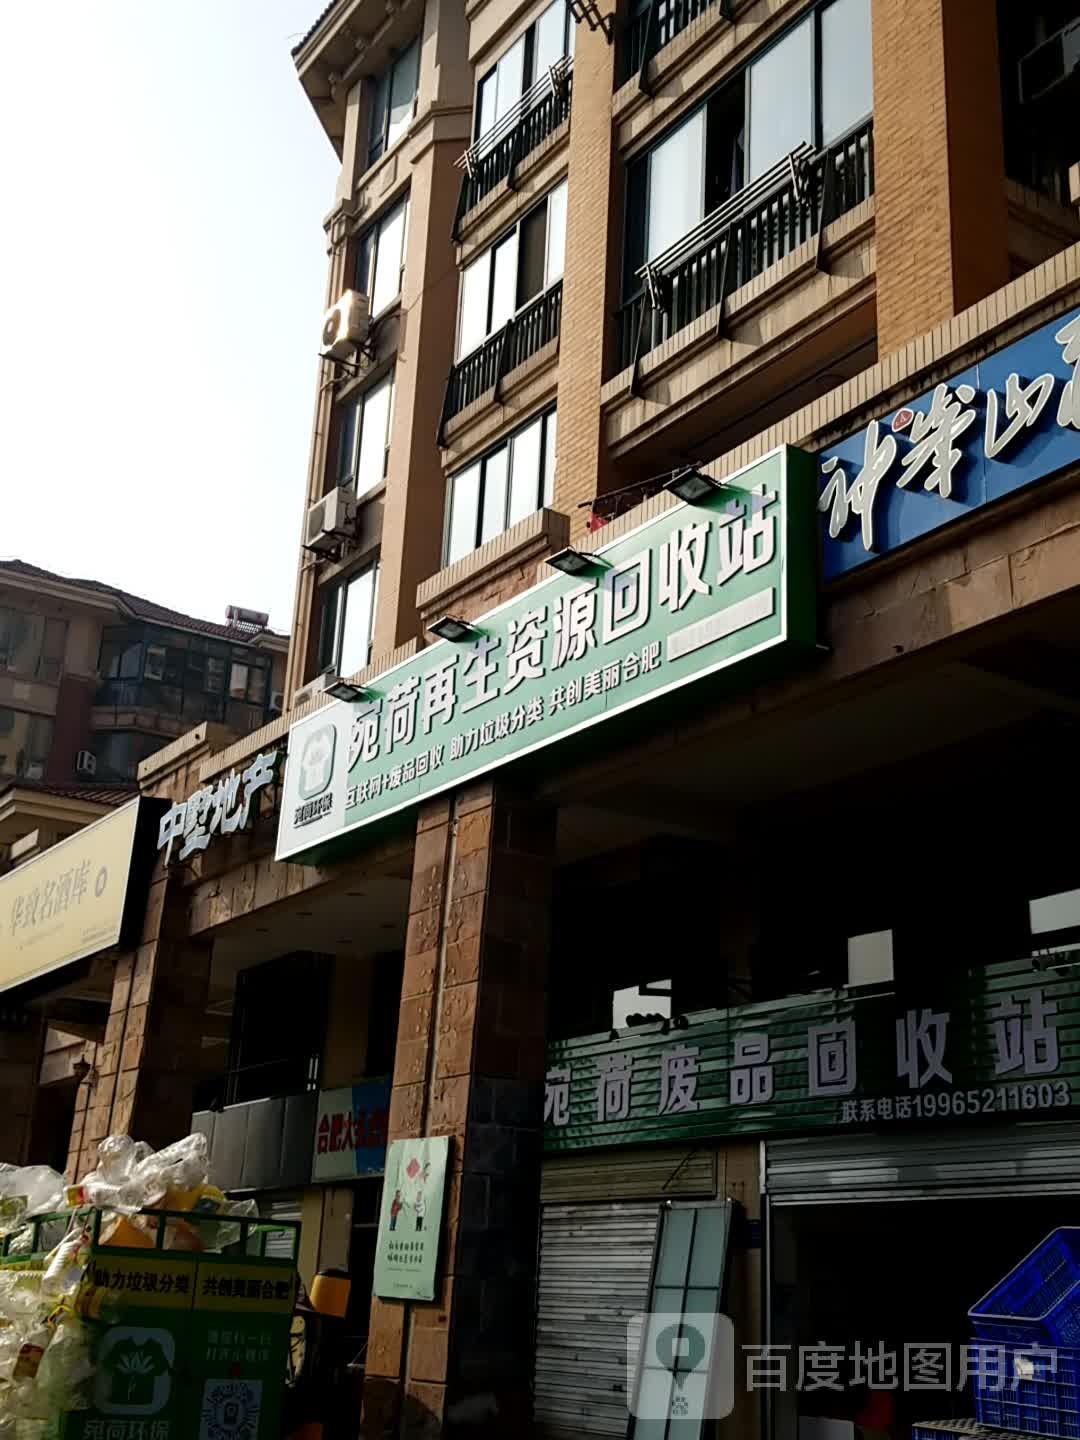 神峯山
宛荷再生资源回收站
互联网+废品回收 助力垃圾分类 共创美丽合肥
宛荷环保
中墅地产
华致名酒库
宛荷废品回收站
联系电话19965211603
合肥大
助力垃圾分类 共创美丽合肥
宛荷环保
百度地图用户